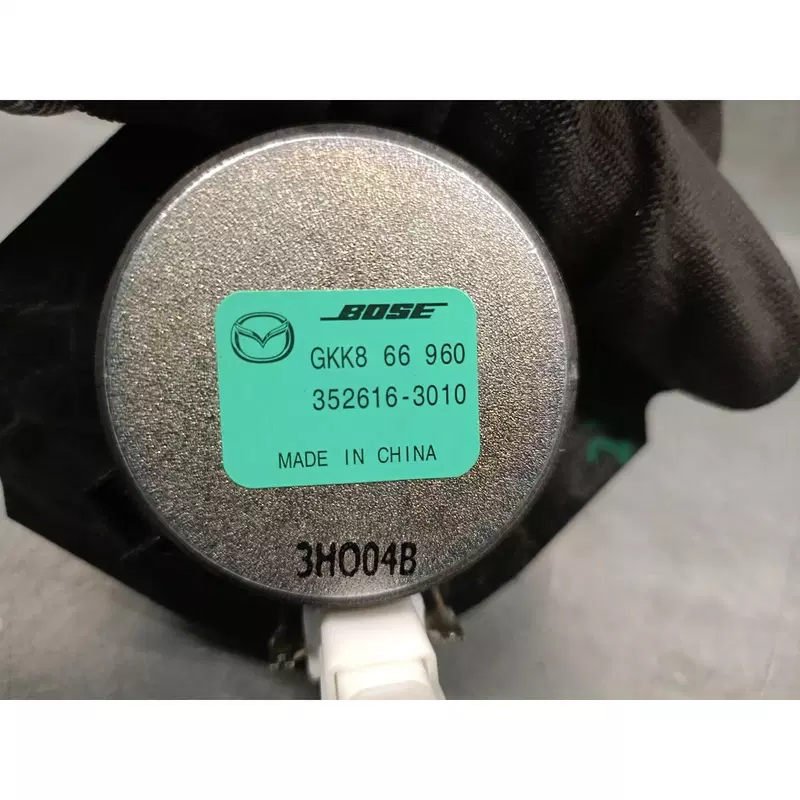 BOSE
GKK8 66 960
352616-3010
MADE IN CHINA
3H004B